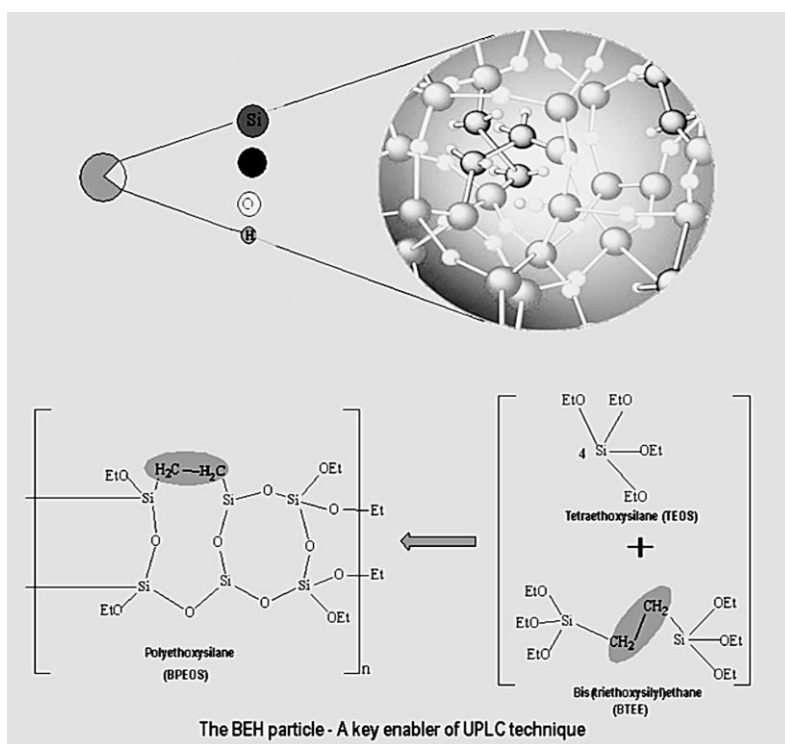 Si
O
H
H₂C—H₂C
EtO
OEt
Si
Si
O
Si
O
Et
O
O
O
O
Et
Si
Si
Si
EtO
O
O
OEt
Polyethoxysilane
(BPEOS)
n
EtO
EtO
4 Si
OEt
EtO
Tetraethoxysilane (TEOS)
+
EtO
CH₂
OEt
EtO
Si
Si
OEt
EtO
CH₂
OEt
Bis(triethoxysilyl)ethane
(BTEE)
The BEH particle - A key enabler of UPLC technique